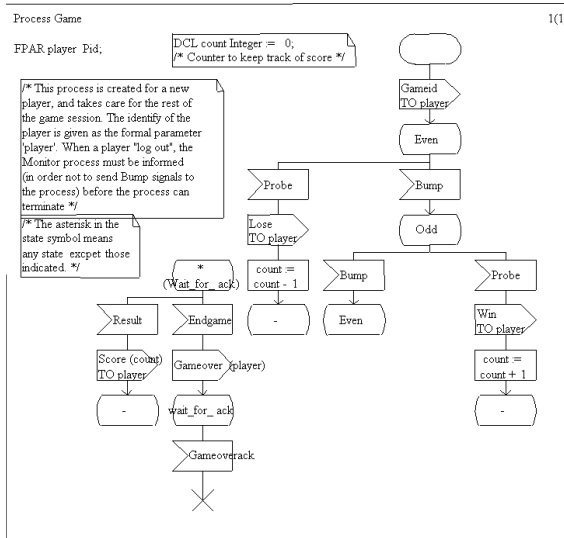 Process Game
1(1
FPAR player Pid;
DCL count Integer := 0;
/* Counter to keep track of score */
/* This process is created for a new
player, and takes care for the rest of
the game session. The identify of the
player is given as the formal parameter
'player'. When a player "log out", the
Monitor process must be informed
(in order not to send Bump signals to
the process) before the process can
terminate */
/* The asterisk in the
state symbol means
any state excpet those
indicated. */
Gameid
TO player
Even
Probe
Bump
Lose
TO player
Odd
count :=
count - 1
-
Bump
Even
Probe
Win
TO player
count :=
count + 1
-
*
(Wait_for_ ack)
Result
Endgame
Score (count)
TO player
Gameover (player)
-
wait_for_ ack
Gameoverack